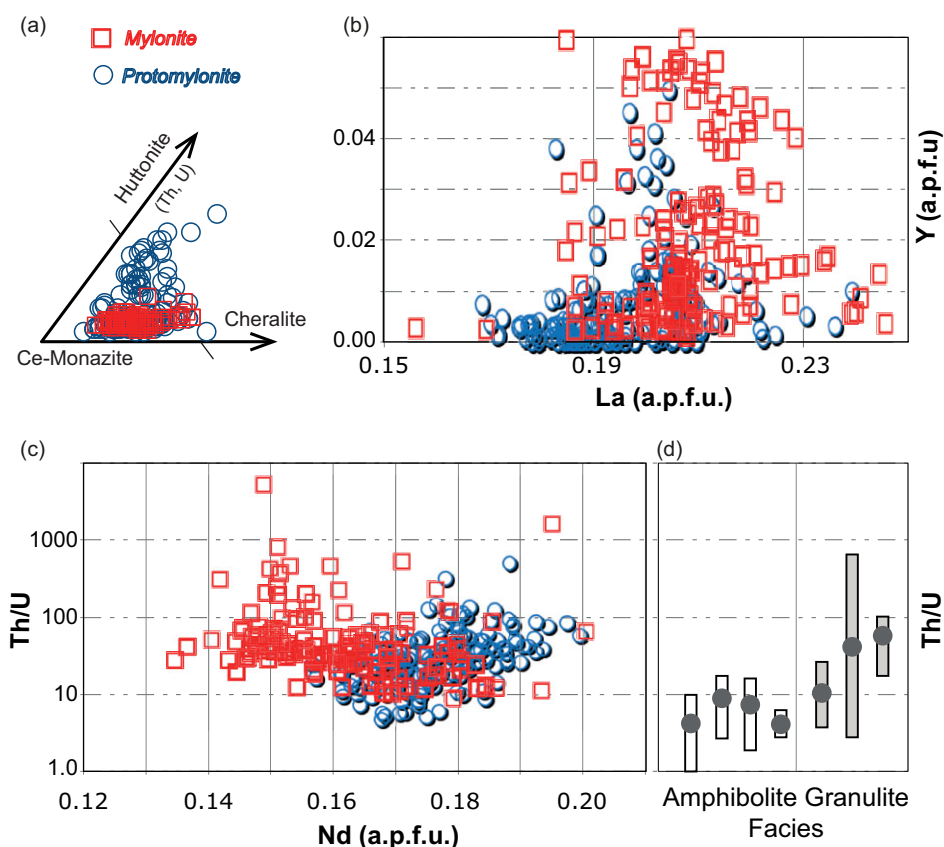 (a)
Mylonite
Protomylonite
Huttonite
(Th, U)
Cheralite
Ce-Monazite
(b)
0.04
0.02
0.00
Y (a.p.f.u)
0.15
0.19
0.23
La (a.p.f.u.)
(c)
1000
100
10
1.0
Th/U
0.12
0.14
0.16
0.18
0.20
Nd (a.p.f.u.)
(d)
Th/U
Amphibolite Granulite
Facies